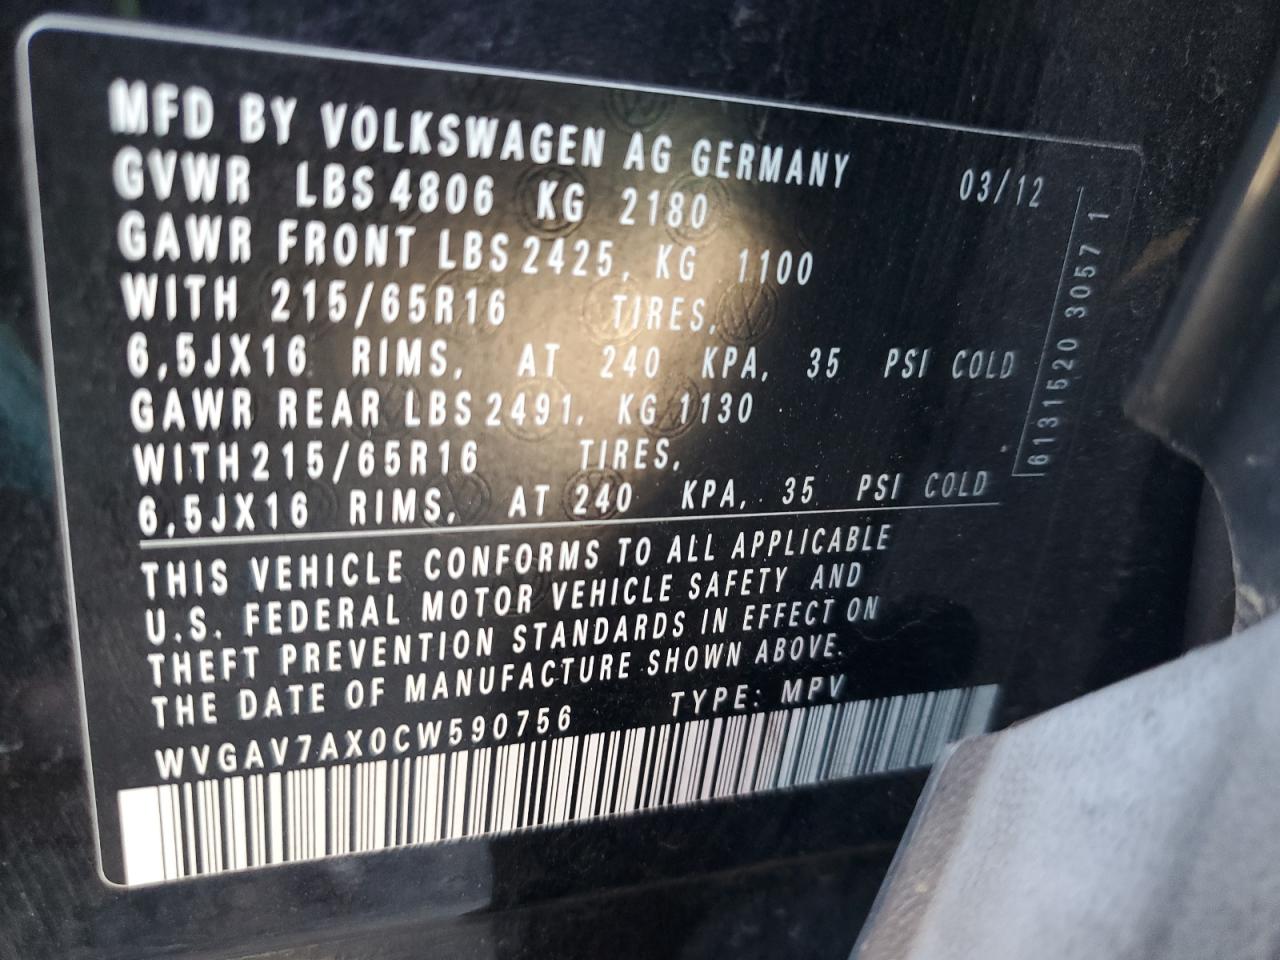 MFD BY VOLKSWAGEN AG GERMANY 03/12
GVWR LBS 4806 KG 2180
GAWR FRONT LBS 2425, KG 1100
WITH 215/65R16 TIRES,
6,5JX16 RIMS, AT 240 KPA, 35 PSI COLD
GAWR REAR LBS 2491, KG 1130
WITH 215/65R16 TIRES,
6,5JX16 RIMS, AT 240 KPA, 35 PSI COLD
THIS VEHICLE CONFORMS TO ALL APPLICABLE
U.S. FEDERAL MOTOR VEHICLE SAFETY AND
THEFT PREVENTION STANDARDS IN EFFECT ON
THE DATE OF MANUFACTURE SHOWN ABOVE.
WVGAV7AX0CW590756 TYPE: MPV
6131520 3057 1